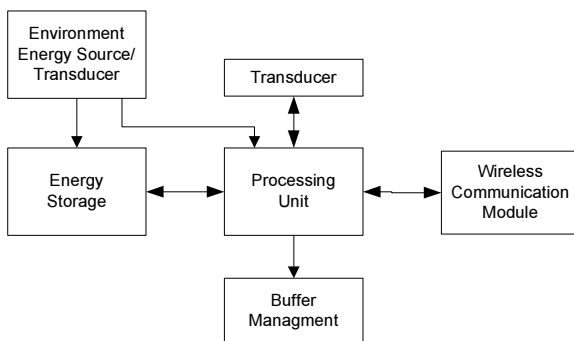 Environment
Energy Source/
Transducer
Transducer
Energy
Storage
Processing
Unit
Wireless
Communication
Module
Buffer
Managment